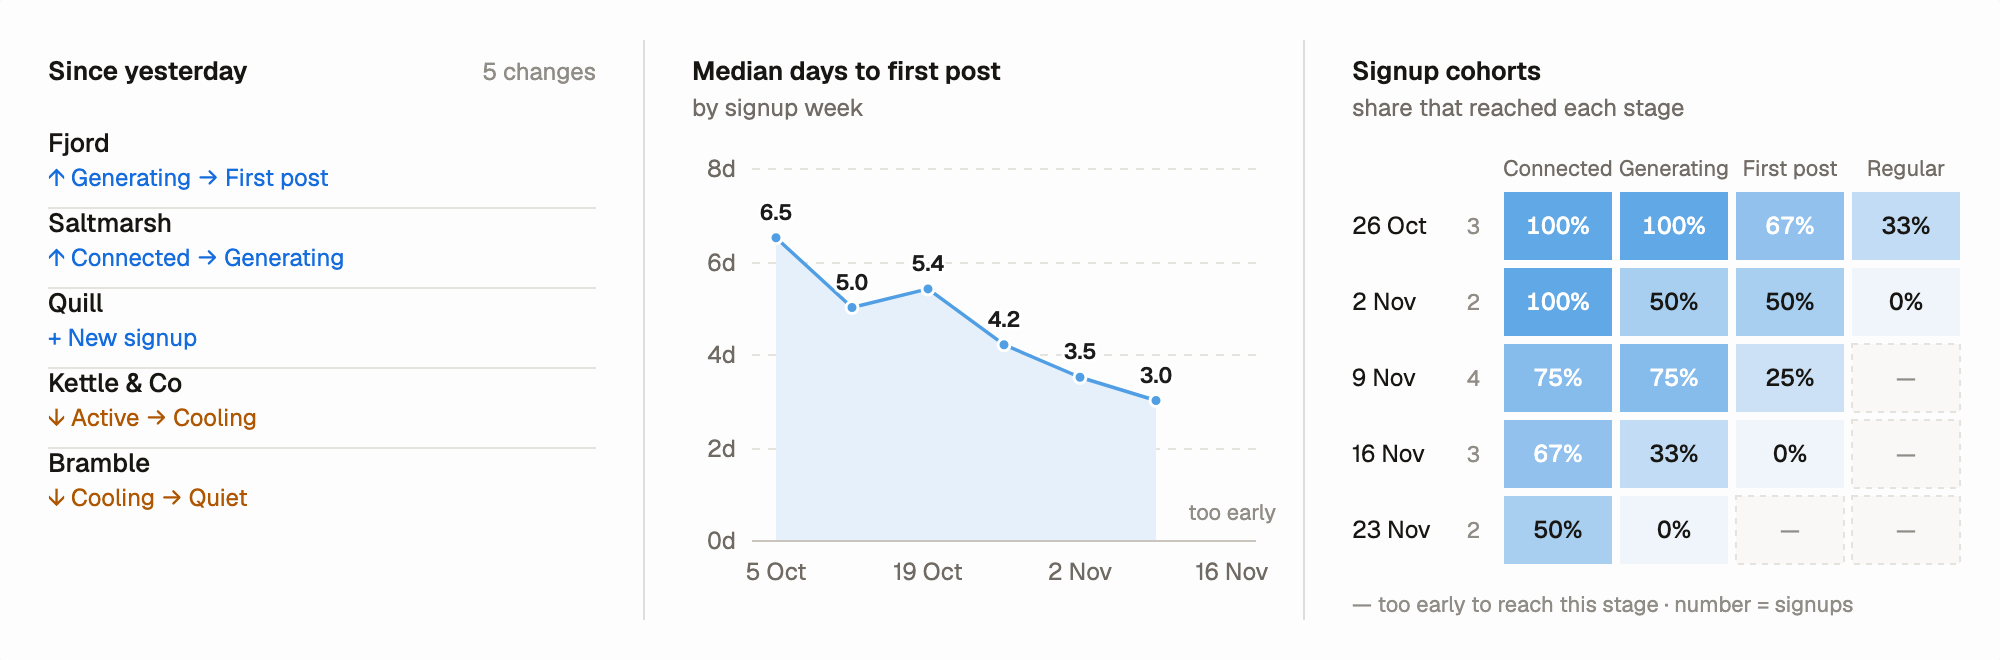 Since yesterday
5 changes
Fjord
↑ Generating → First post
Saltmarsh
↑ Connected → Generating
Quill
+ New signup
Kettle & Co
↓ Active → Cooling
Bramble
↓ Cooling → Quiet
Median days to first post
by signup week
8d
6d
4d
2d
0d
6.5
5.0
5.4
4.2
3.5
3.0
too early
5 Oct 19 Oct 2 Nov 16 Nov
Signup cohorts
share that reached each stage
Connected Generating First post Regular
26 Oct 3 100% 100% 67% 33%
2 Nov 2 100% 50% 50% 0%
9 Nov 4 75% 75% 25% —
16 Nov 3 67% 33% 0% —
23 Nov 2 50% 0% — —
— too early to reach this stage · number = signups